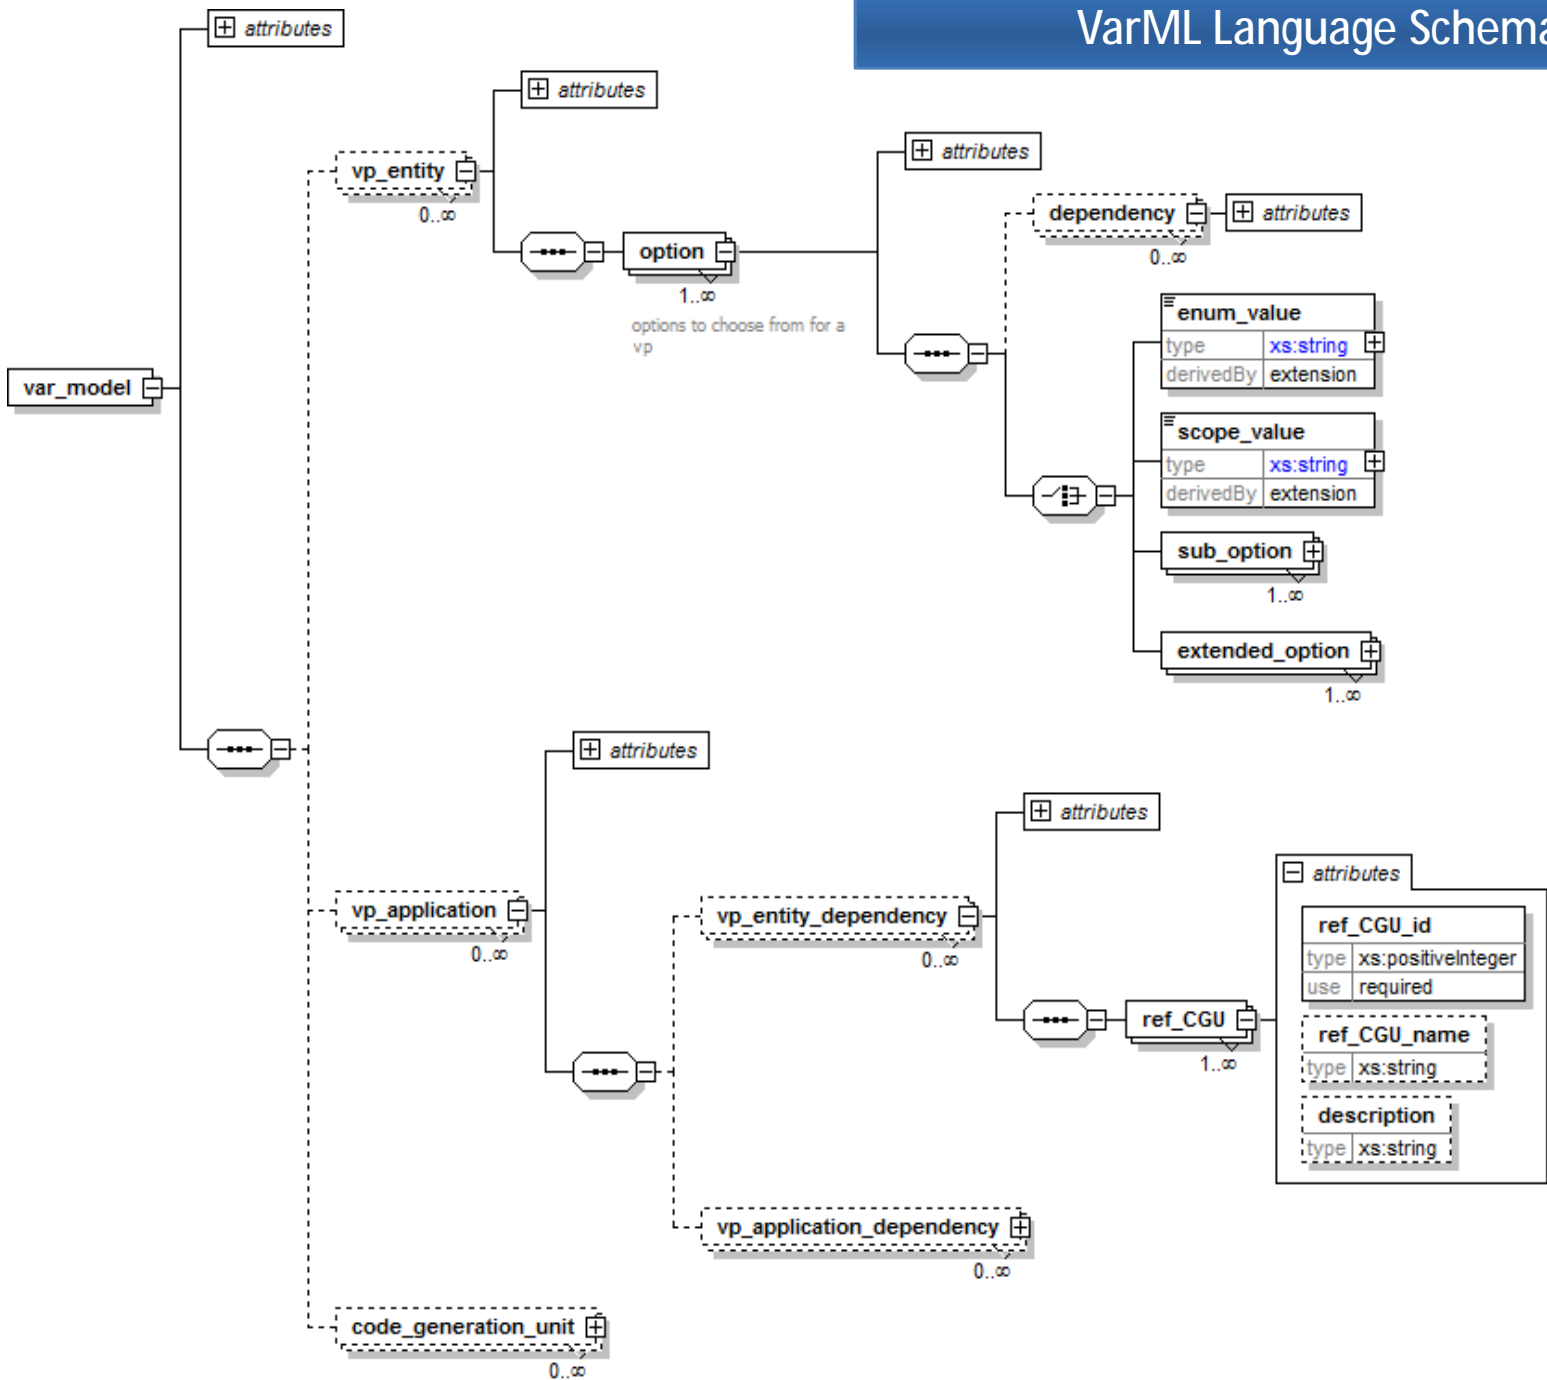 VarML Language Schema
attributes
attributes
vp_entity
0..∞
attributes
dependency
attributes
0..∞
option
1..∞
options to choose from for a
vp
enum_value
type xs:string
derivedBy extension
scope_value
type xs:string
derivedBy extension
sub_option
1..∞
extended_option
1..∞
var_model
attributes
attributes
attributes
vp_application
0..∞
vp_entity_dependency
0..∞
ref_CGU_id
type xs:positiveInteger
use required
ref_CGU
1..∞
ref_CGU_name
type xs:string
description
type xs:string
vp_application_dependency
0..∞
code_generation_unit
0..∞